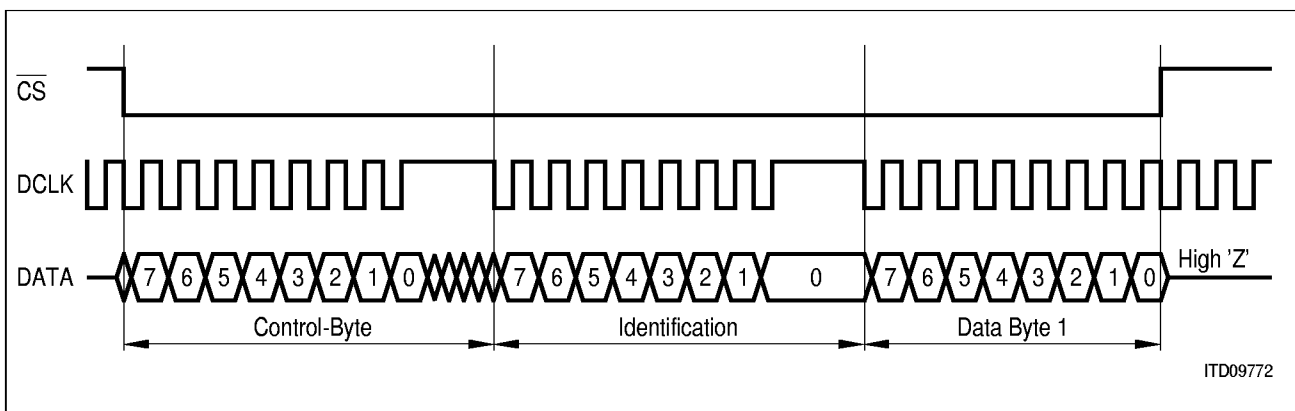 C̅S̅
DCLK
DATA 7 6 5 4 3 2 1 0 7 6 5 4 3 2 1 0 7 6 5 4 3 2 1 0 High 'Z'
Control-Byte Identification Data Byte 1
ITD09772